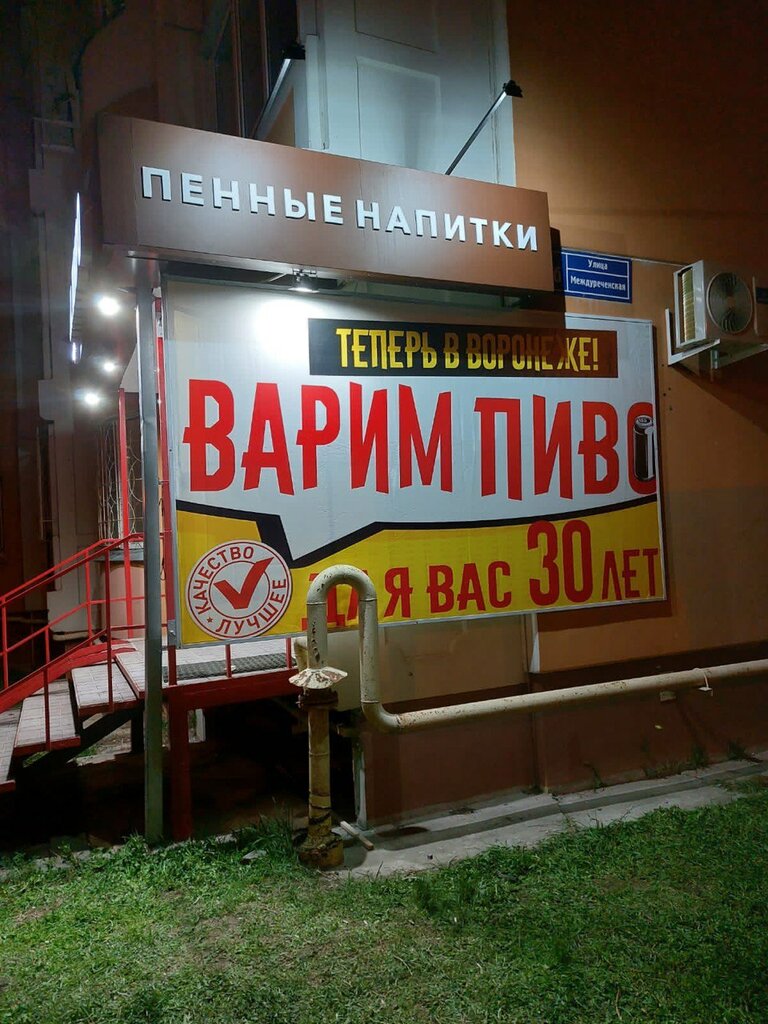 ПЕННЫЕ НАПИТКИ
Улица
Междуреченская
ТЕПЕРЬ В ВОРОНЕЖЕ!
ВАРИМ ПИВО
ДЛЯ ВАС 30 ЛЕТ
КАЧЕСТВО
ЛУЧШЕЕ